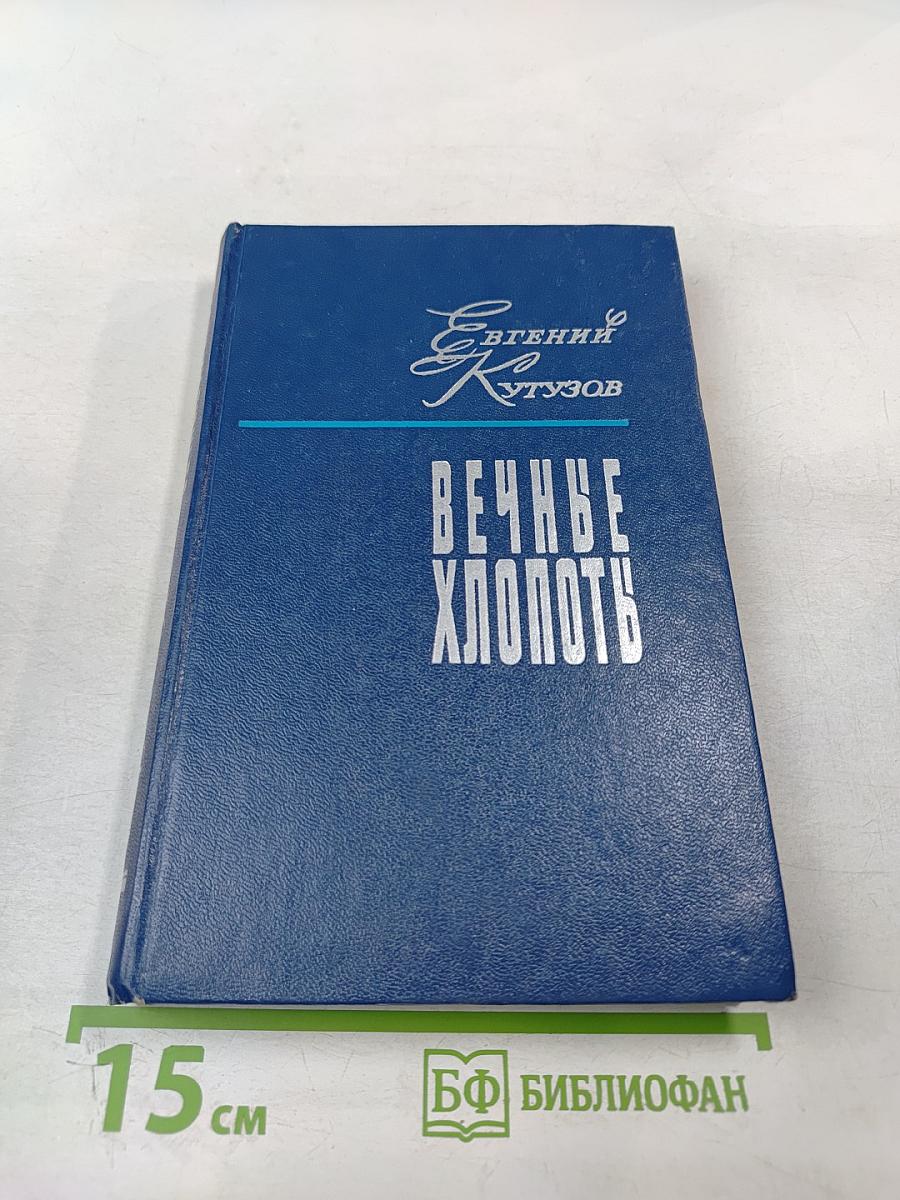 Евгений
Кутузов
ВЕЧНЫЕ
ХЛОПОТЫ
15 см
БФ БИБЛИОФАН